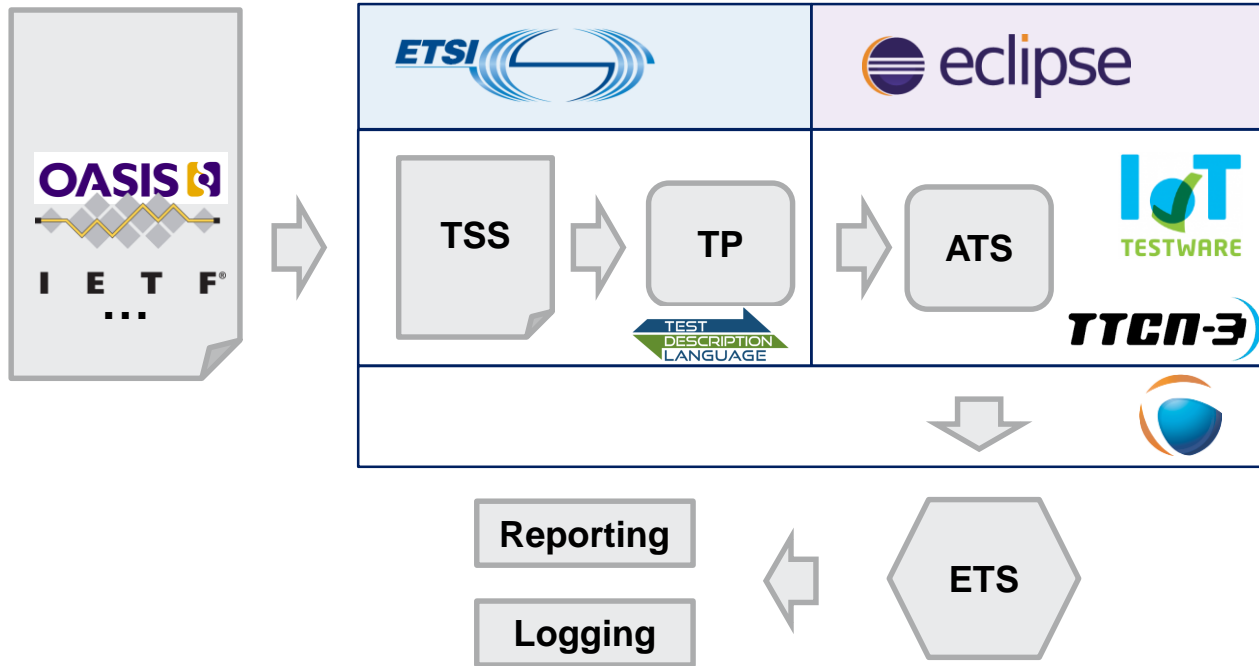 ETSI
eclipse
OASIS
I E T F®
...
TSS
TP
ATS
IoT
TESTWARE
TEST
DESCRIPTION
LANGUAGE
TTCN-3
Reporting
ETS
Logging